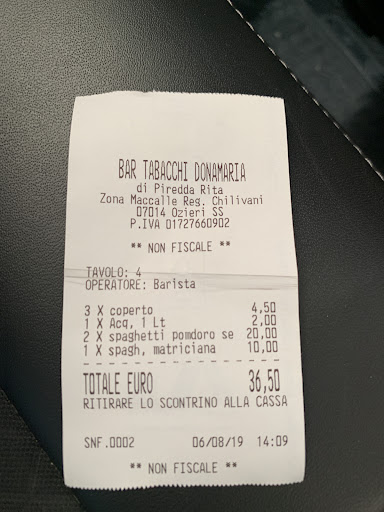 BAR TABACCHI DONAMARIA
di Piredda Rita
Zona Maccalle Reg. Chilivani
07014 Ozieri SS
P.IVA 01727660902
** NON FISCALE **
TAVOLO: 4
OPERATORE: Barista
3 X coperto 4,50
1 X Acq, 1 Lt 2,00
2 X spaghetti pomdoro se 20,00
1 X spagh, matriciana 10,00
TOTALE EURO 36,50
RITIRARE LO SCONTRINO ALLA CASSA
SNF.0002 06/08/19 14:09
** NON FISCALE **